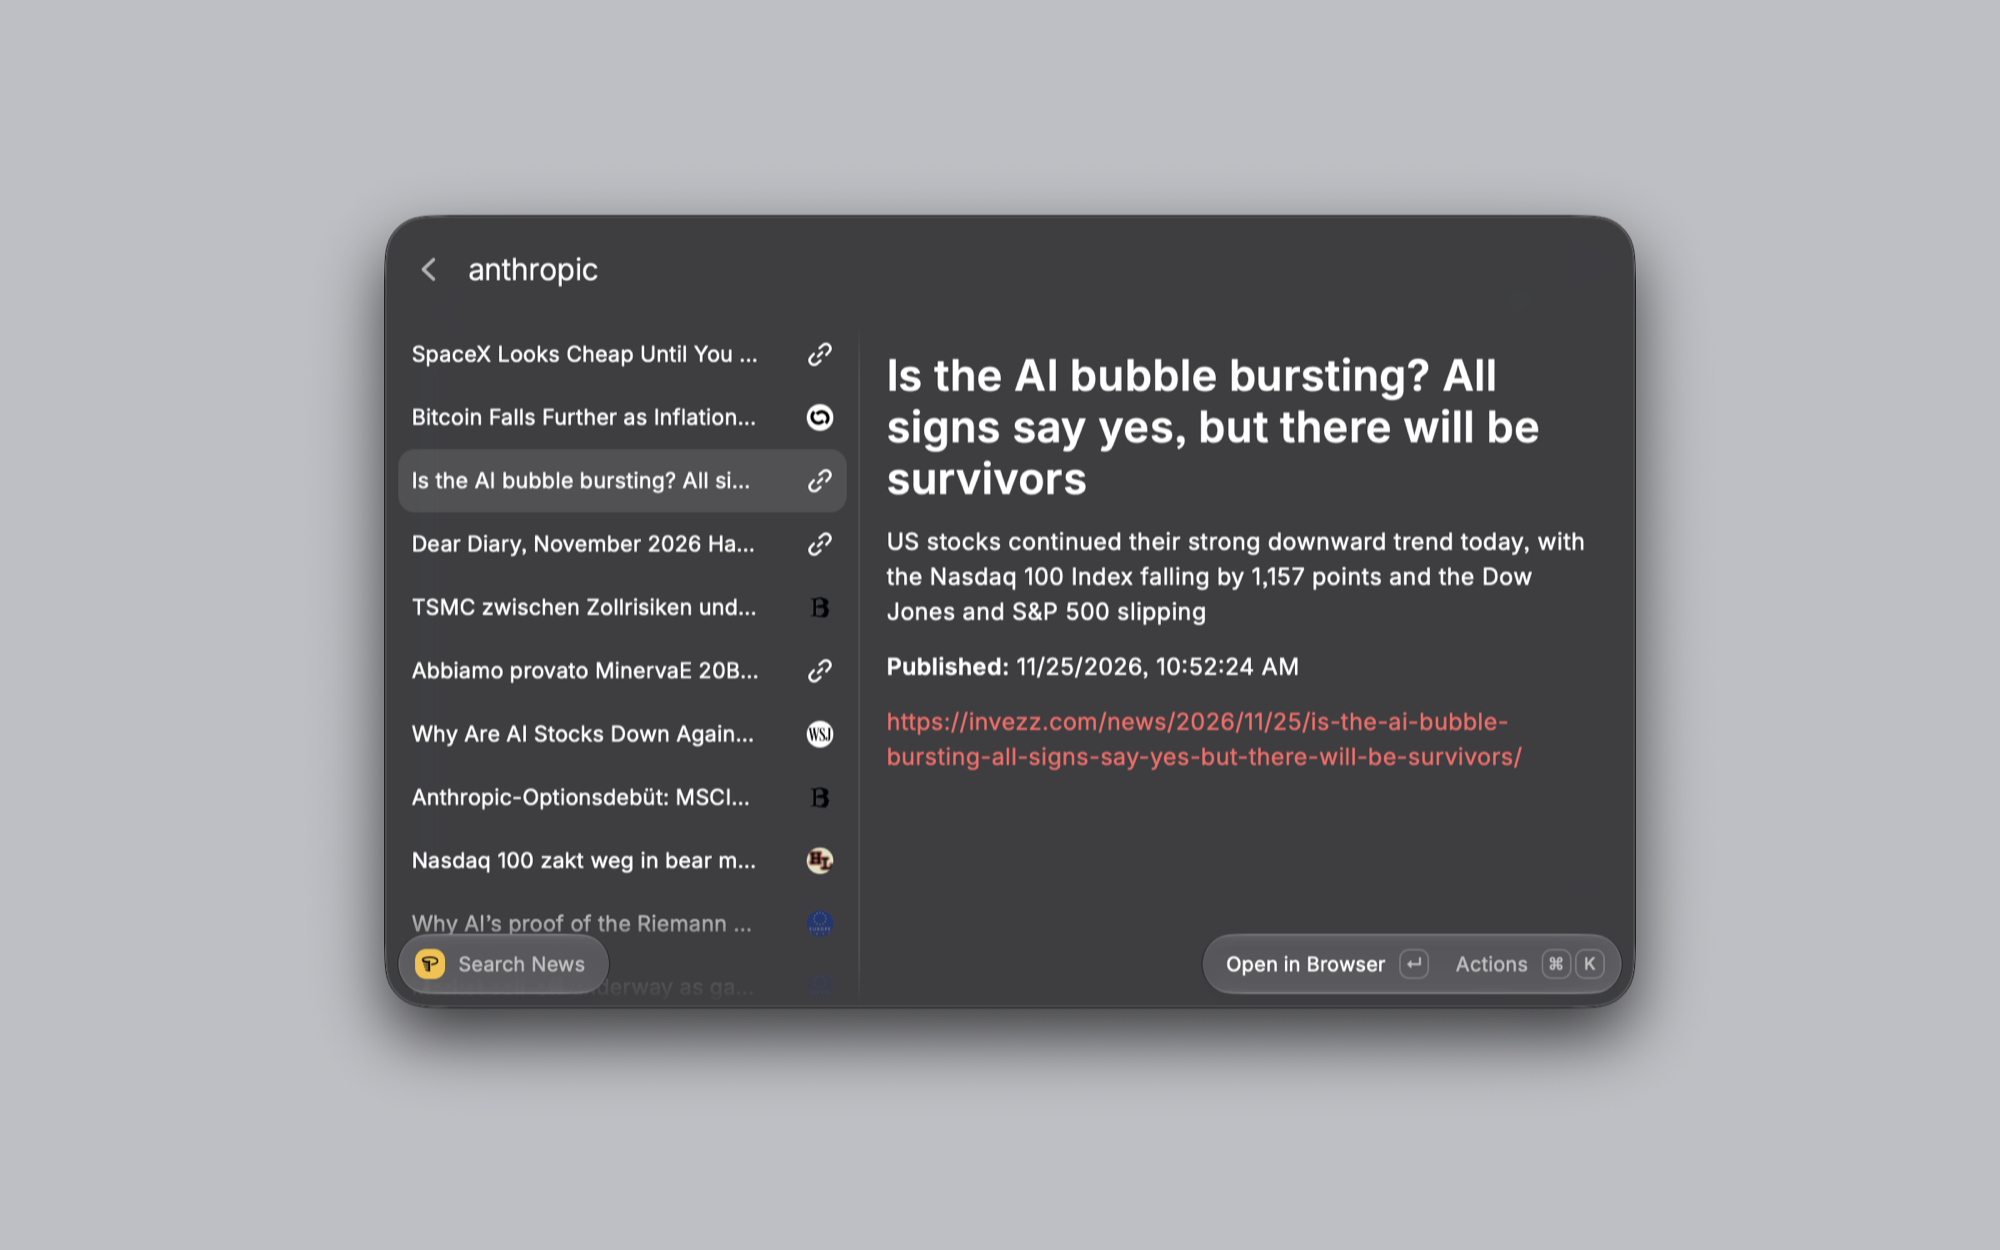 anthropic
SpaceX Looks Cheap Until You ...
Bitcoin Falls Further as Inflation...
Is the AI bubble bursting? All si...
Dear Diary, November 2026 Ha...
TSMC zwischen Zollrisiken und...
Abbiamo provato MinervaE 20B...
Why Are AI Stocks Down Again...
WSJ
Anthropic-Optionsdebüt: MSCI...
Nasdaq 100 zakt weg in bear m...
HL
Why AI's proof of the Riemann ...
derway as ga...
Search News
Is the AI bubble bursting? All
signs say yes, but there will be
survivors
US stocks continued their strong downward trend today, with
the Nasdaq 100 Index falling by 1,157 points and the Dow
Jones and S&P 500 slipping
Published: 11/25/2026, 10:52:24 AM
https://invezz.com/news/2026/11/25/is-the-ai-bubble-
bursting-all-signs-say-yes-but-there-will-be-survivors/
Open in Browser ↵ Actions ⌘ K